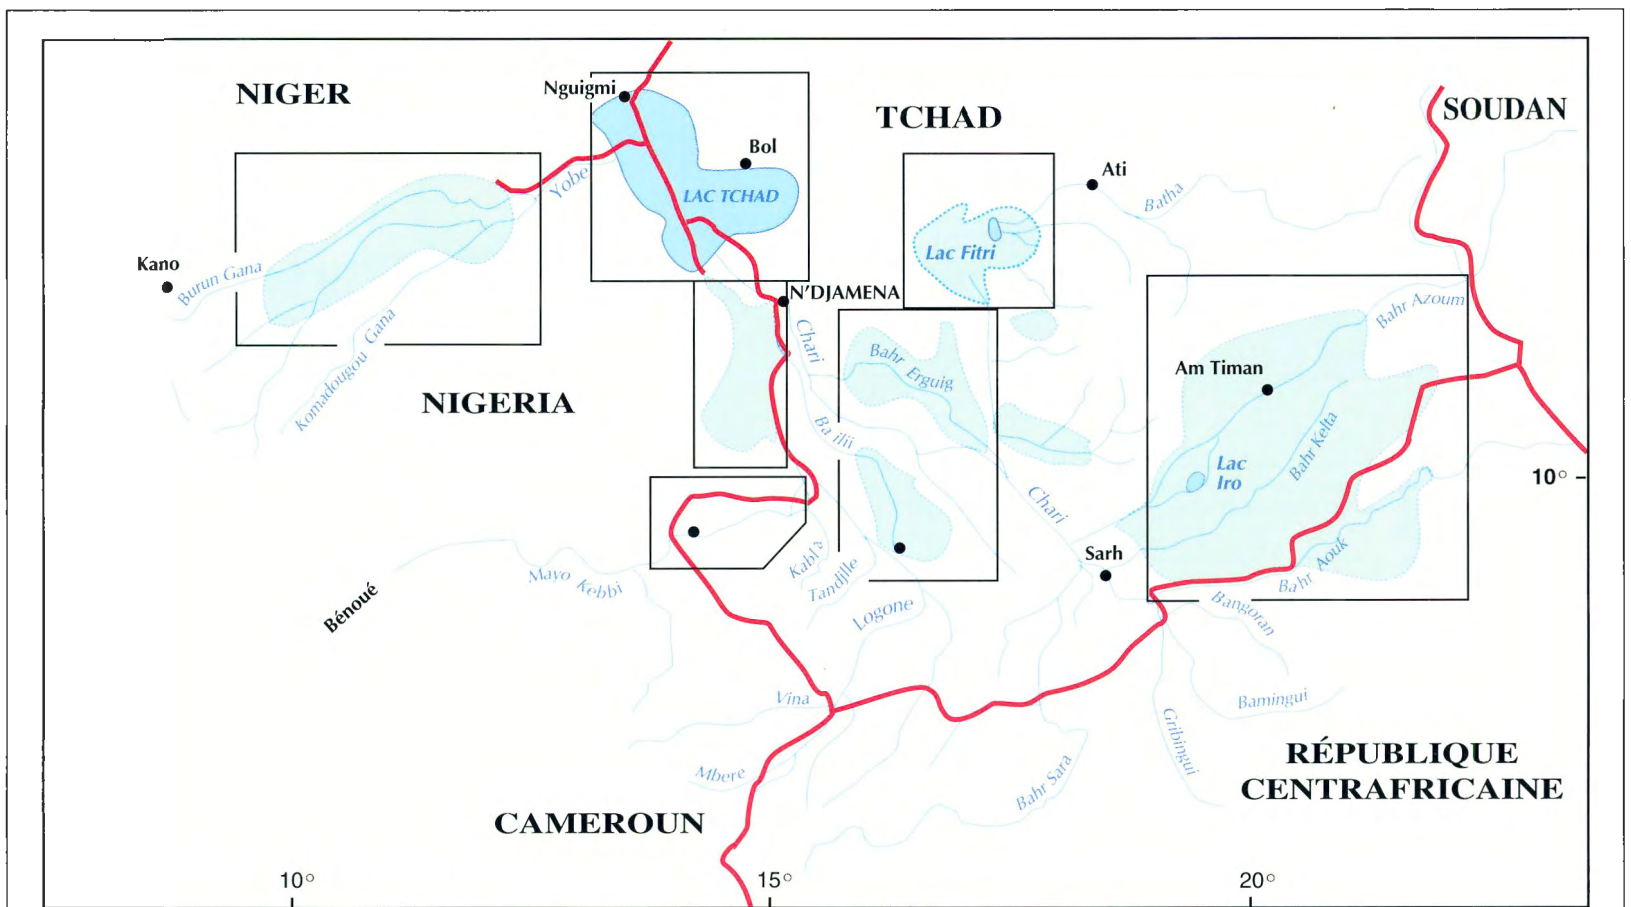 NIGER
Nguigmi
TCHAD
SOUDAN
Bol
Ati
Yobe
LAC TCHAD
Batha
Kano
Burun Gana
Lac Fitri
N'DJAMENA
Bahr Azoum
Komadougou Gana
Chari
Bahr Erguig
Am Timan
NIGERIA
Ba ilii
Bahr Kelta
Lac
Iro
10°
Chari
Sarh
Mayo Kebbi
Tandjile
Bahr Aouk
Bénoué
Logone
Bangoran
Vina
Bamingui
Gribingui
Mbere
Bahr Sara
RÉPUBLIQUE
CENTRAFRICAINE
CAMEROUN
10°
15°
20°